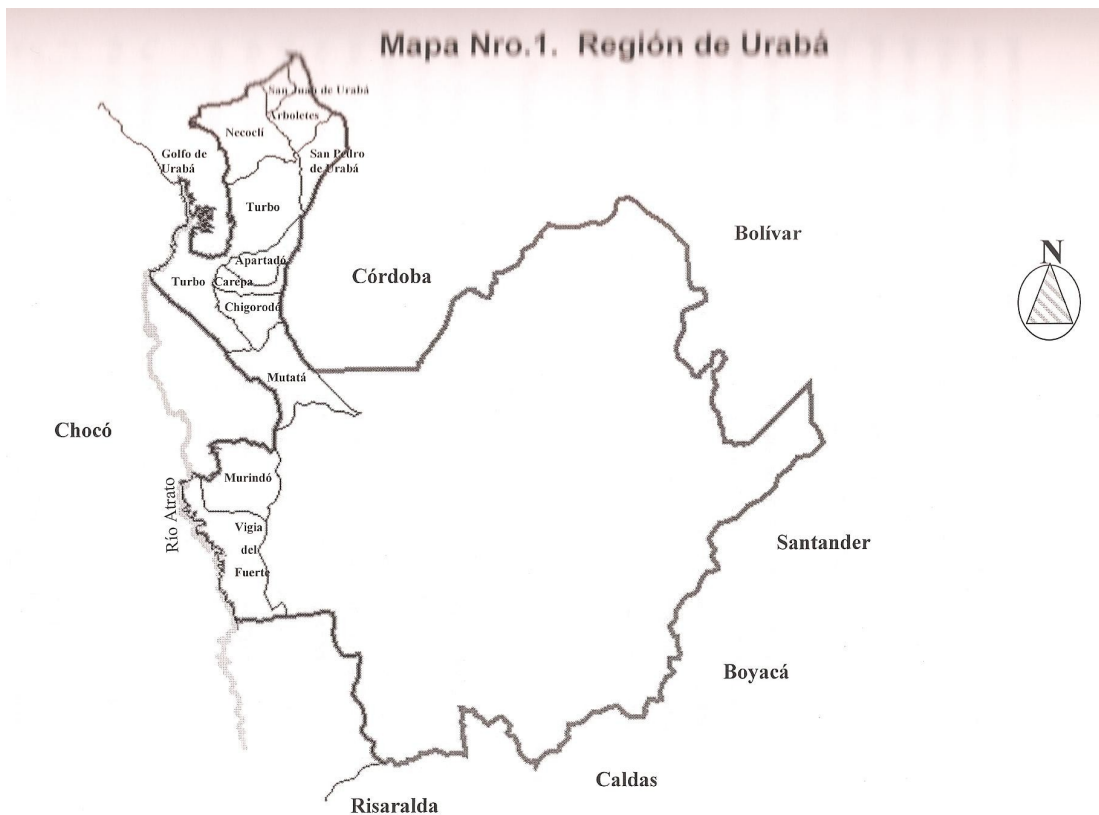 Mapa Nro.1. Región de Urabá
San Juan de Urabá
Arboletes
Necoclí
Golfo de
Urabá
San Pedro
de Urabá
Turbo
Bolívar
N
Apartadó
Córdoba
Turbo
Carepa
Chigorodó
Mutatá
Chocó
Murindó
Río Atrato
Vigia
del
Fuerte
Santander
Boyacá
Caldas
Risaralda